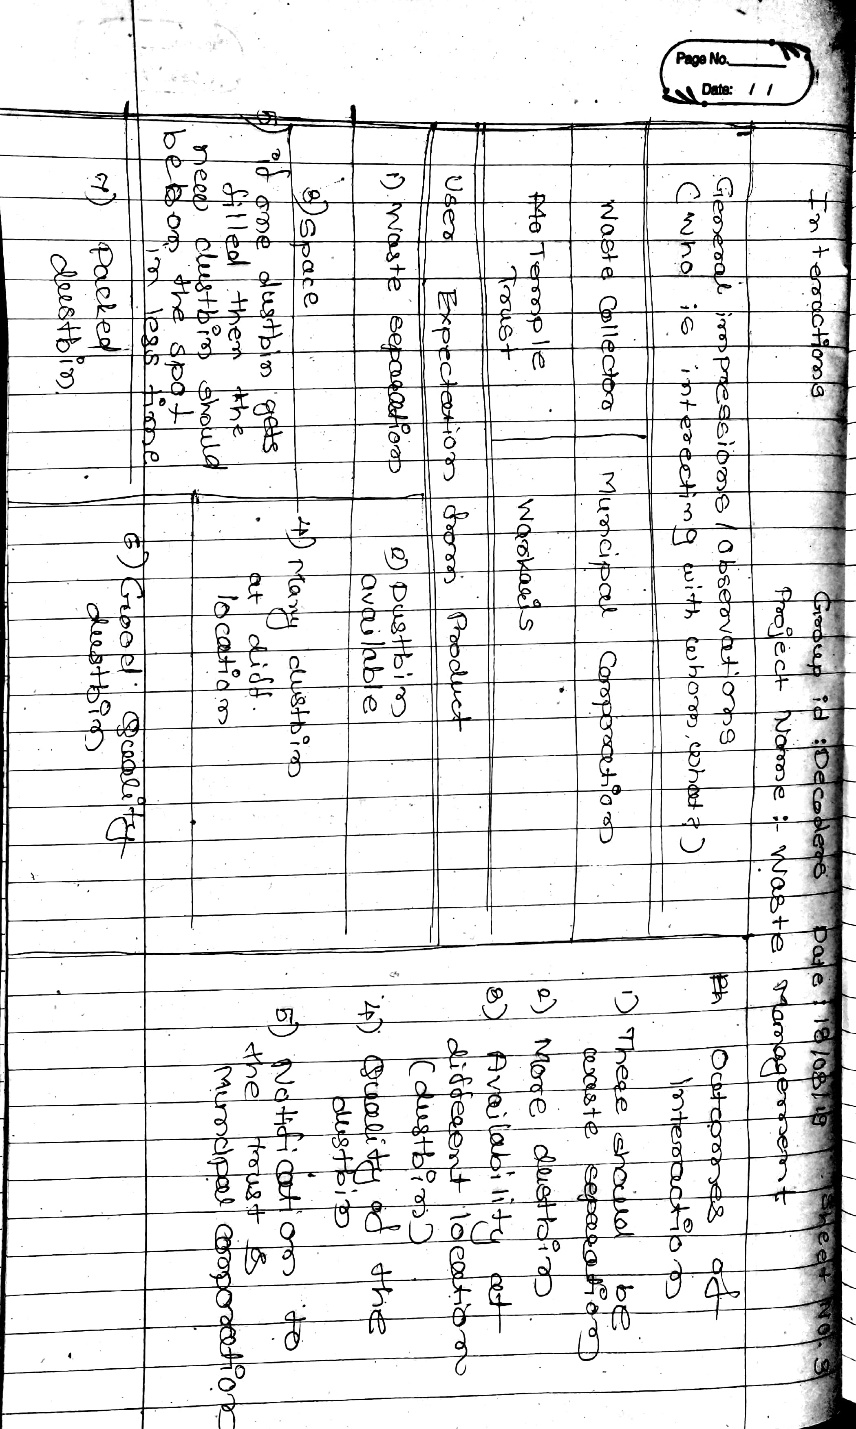 Page No.
Date: / /
Interactions
Group id : Decoders Date : 18/08/18 Sheet No. 3
Project Name :- Waste Management
General impressions / observations
( Who is interecting with whom, what? )
Waste Collector
Municipal Corporation
Temple
Trust
Warkaris
User Expectation from Product
1) Waste separation
2) Dustbin
available
3) Space
4) Many dustbin
at diff.
location
5) if one dustbin gets
filled then the
new dustbin should
be on the spot
in less time
6) Good Quality
dustbin
7) Packed
dustbin.
Outcomes of
Interaction
1) There should be
waste separation
2) More dustbin
3) Availability at
different location
(dustbin)
4) Quality of the
dustbin
5) Notification to
the trust &
Municipal corporation